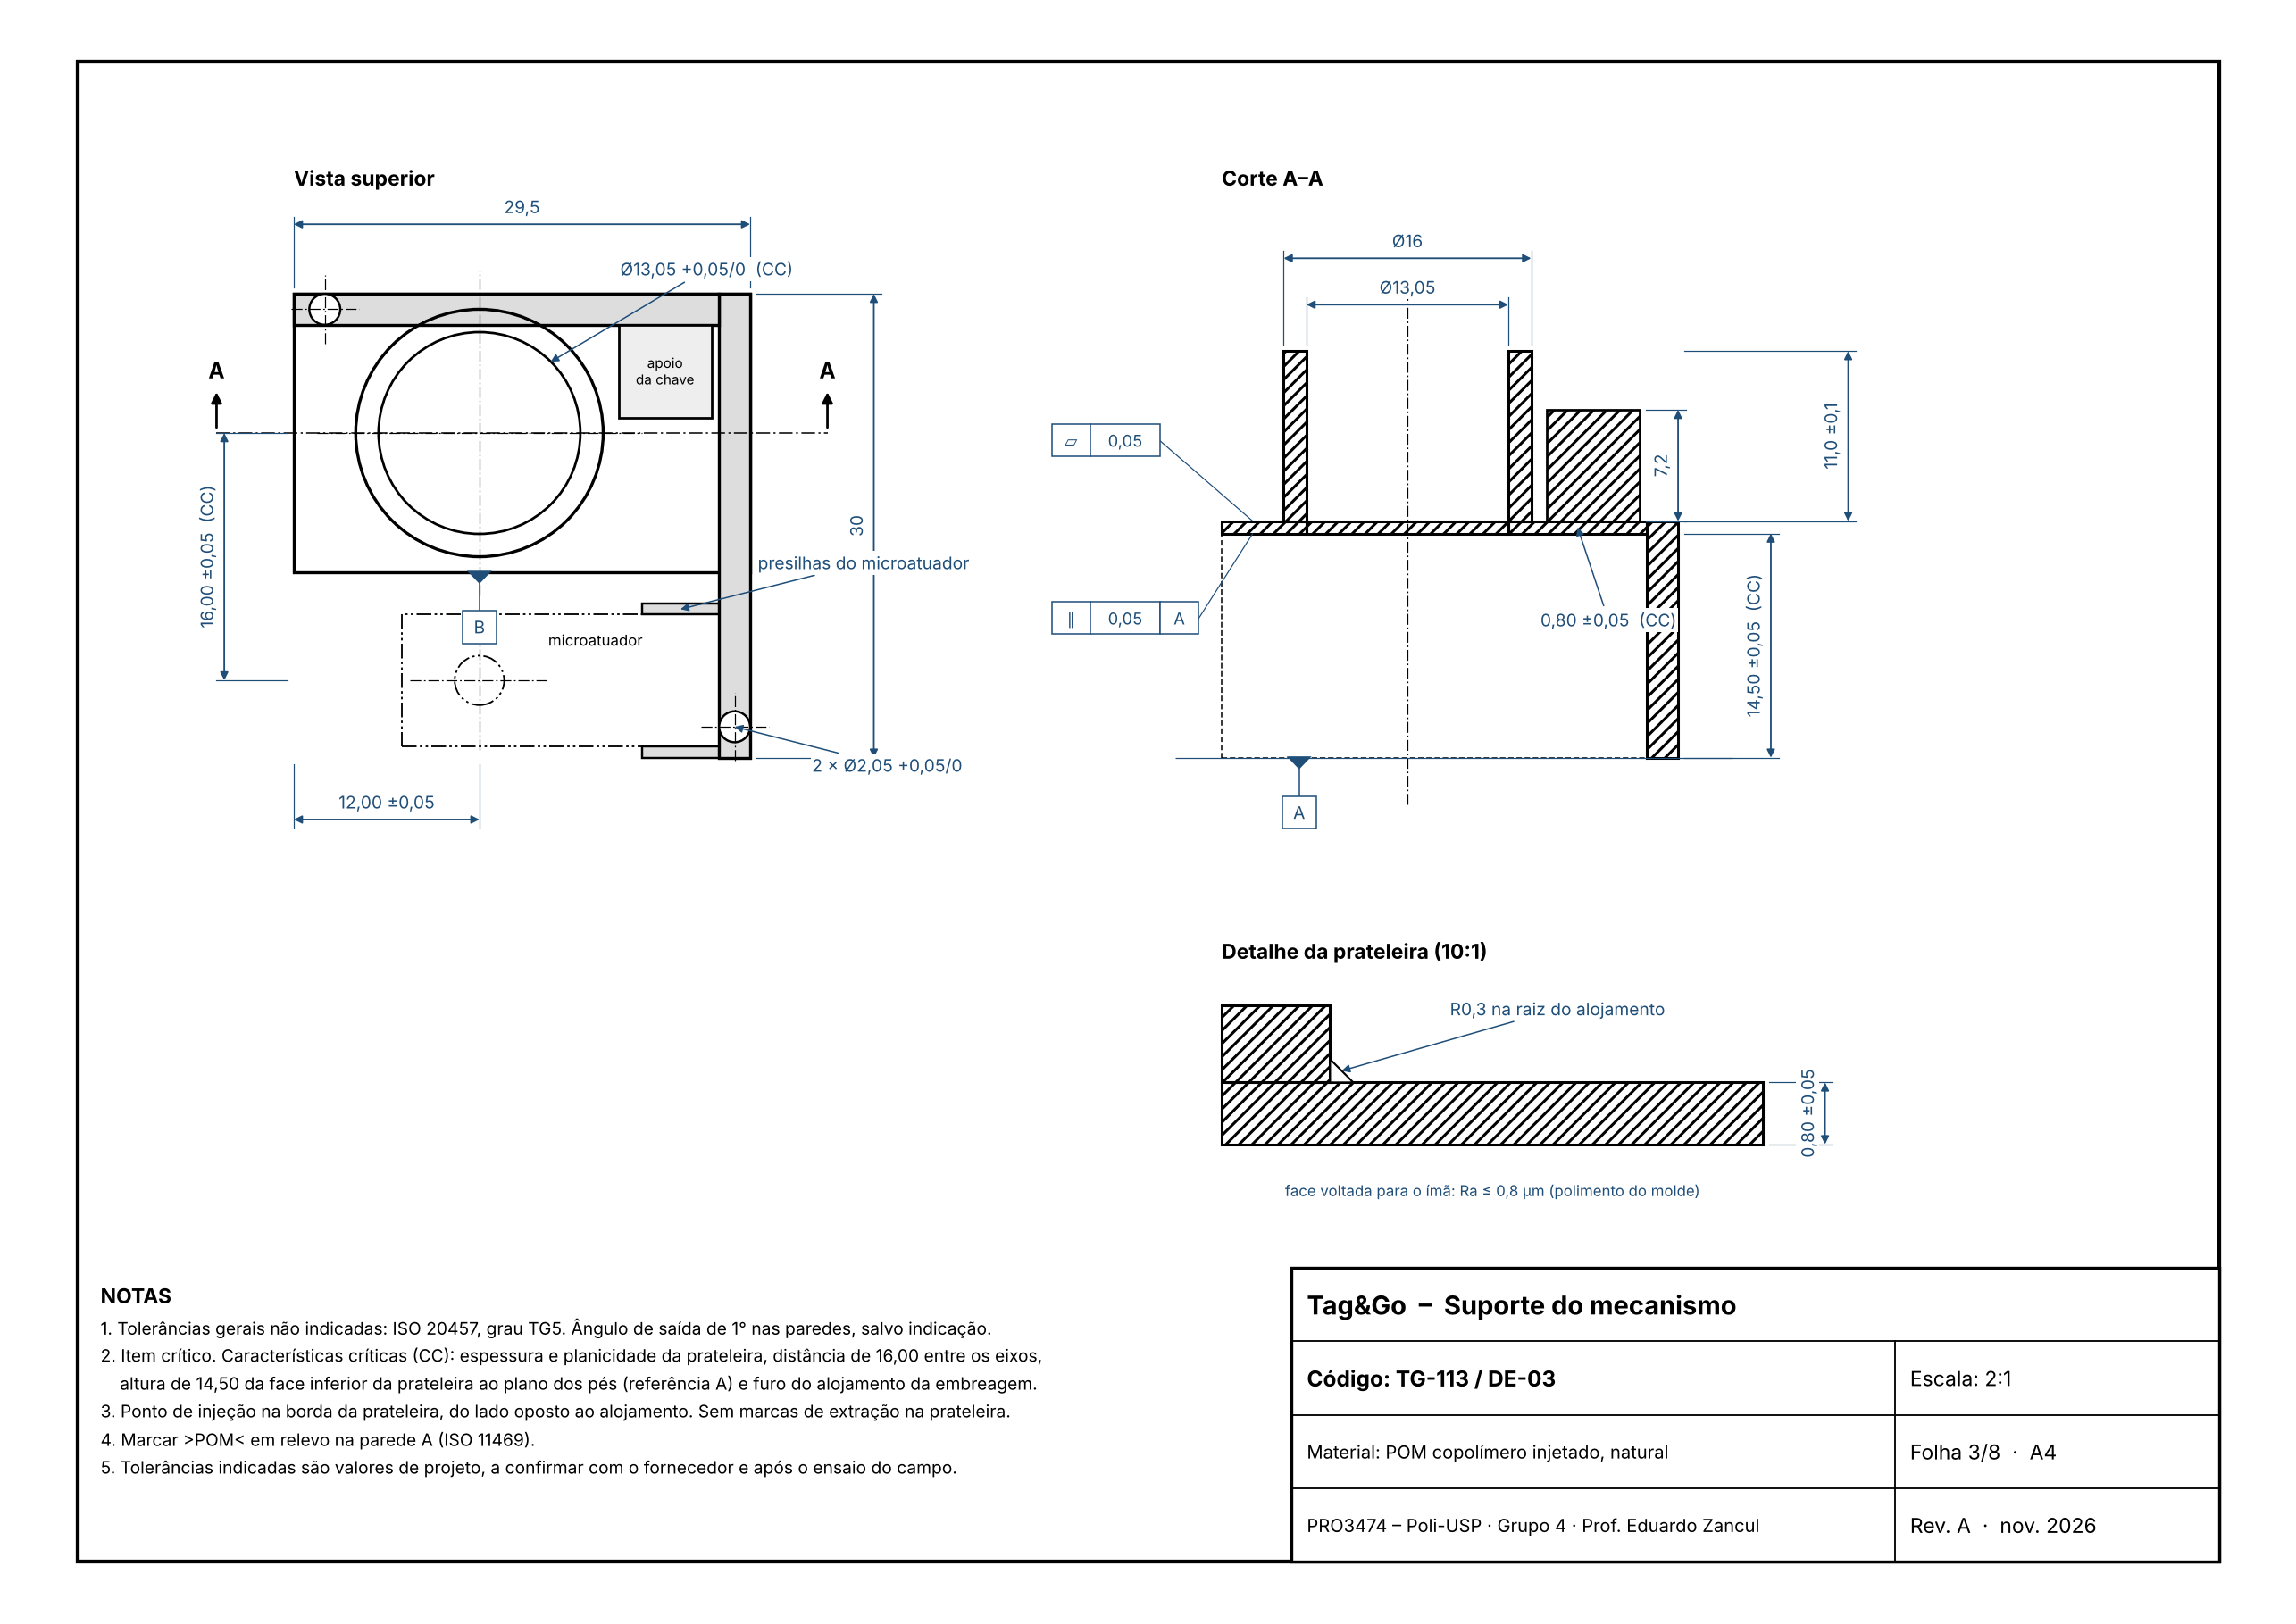 Vista superior
29,5
Ø13,05 +0,05/0 (CC)
apoio
da chave
A
A
16,00 ±0,05 (CC)
30
presilhas do microatuador
B
microatuador
2 × Ø2,05 +0,05/0
12,00 ±0,05
Corte A–A
Ø16
Ø13,05
⏥ 0,05
7,2
11,0 ±0,1
∥ 0,05 A
0,80 ±0,05 (CC)
14,50 ±0,05 (CC)
A
Detalhe da prateleira (10:1)
R0,3 na raiz do alojamento
0,80 ±0,05
face voltada para o ímã: Ra ≤ 0,8 µm (polimento do molde)
NOTAS
1. Tolerâncias gerais não indicadas: ISO 20457, grau TG5. Ângulo de saída de 1° nas paredes, salvo indicação.
2. Item crítico. Características críticas (CC): espessura e planicidade da prateleira, distância de 16,00 entre os eixos,
altura de 14,50 da face inferior da prateleira ao plano dos pés (referência A) e furo do alojamento da embreagem.
3. Ponto de injeção na borda da prateleira, do lado oposto ao alojamento. Sem marcas de extração na prateleira.
4. Marcar >POM< em relevo na parede A (ISO 11469).
5. Tolerâncias indicadas são valores de projeto, a confirmar com o fornecedor e após o ensaio do campo.
Tag&Go – Suporte do mecanismo
Código: TG-113 / DE-03
Escala: 2:1
Material: POM copolímero injetado, natural
Folha 3/8 · A4
PRO3474 – Poli-USP · Grupo 4 · Prof. Eduardo Zancul
Rev. A · nov. 2026